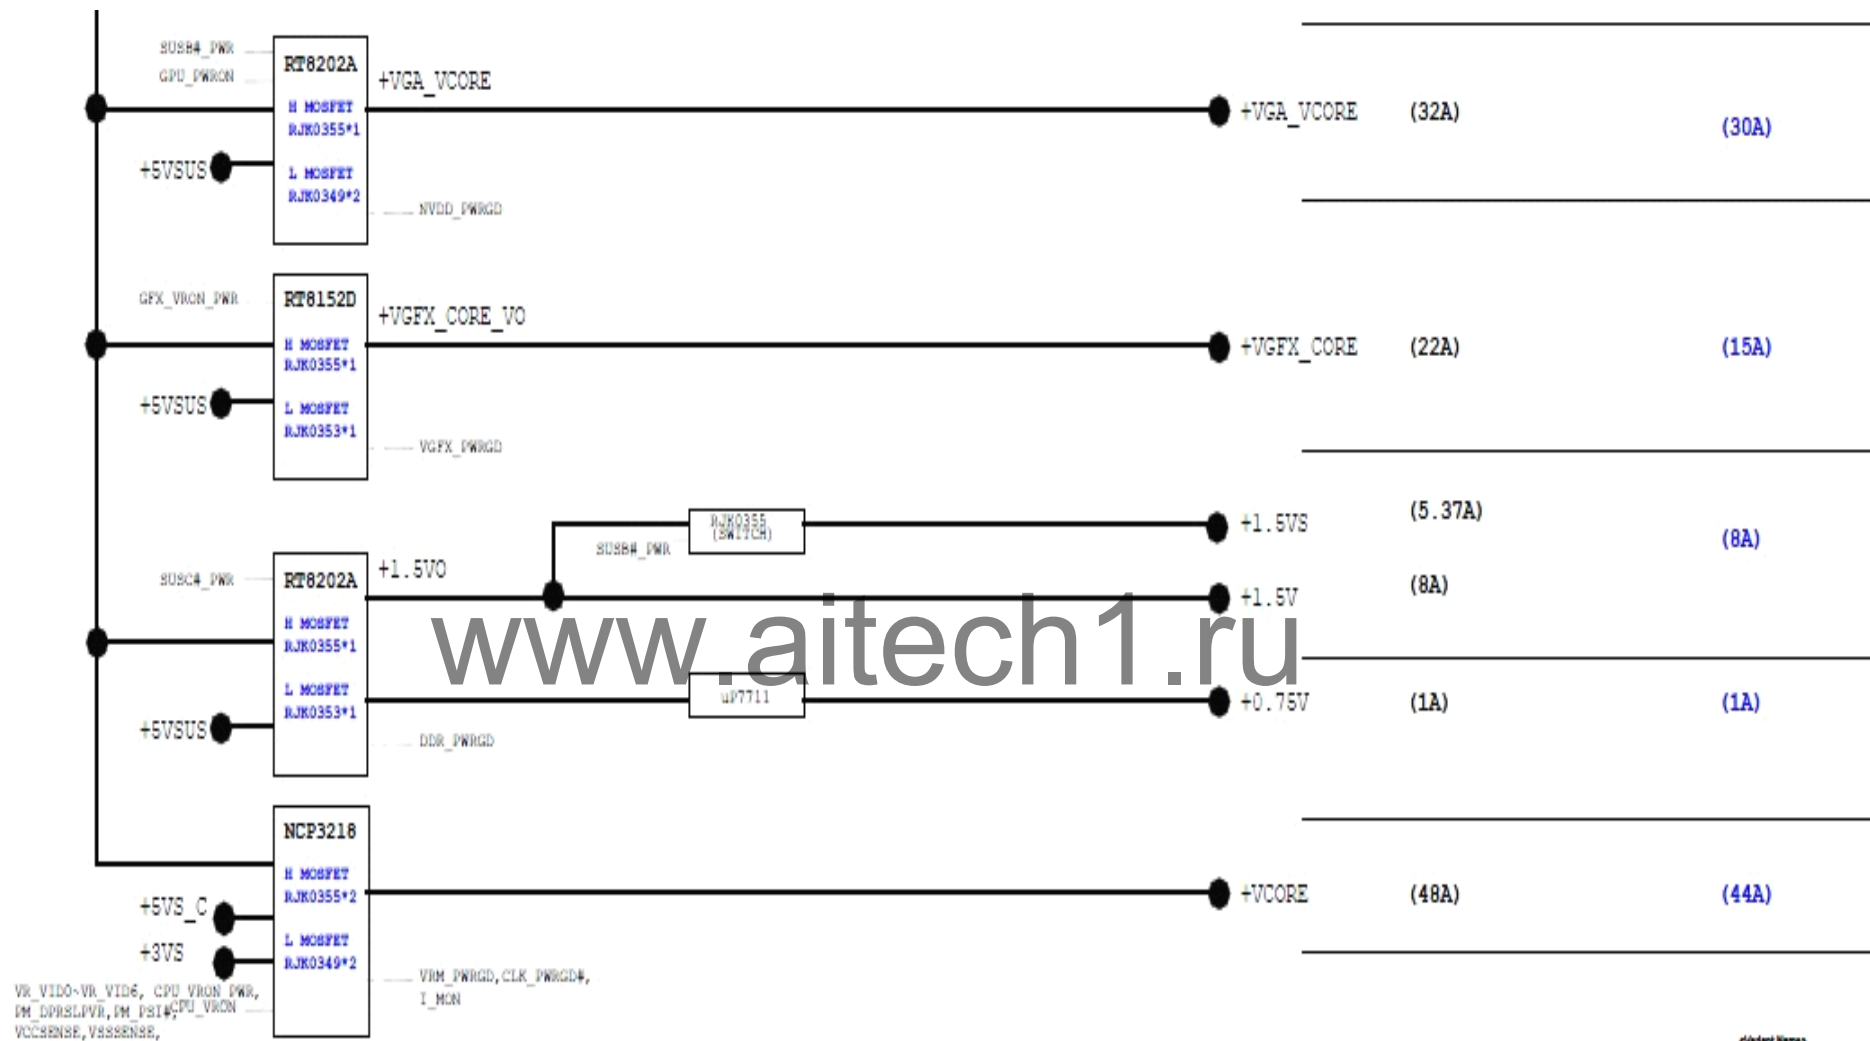 SUSB#_PWR
GPU_PWRON
RT8202A
H MOSFET
RJK0355*1
L MOSFET
RJK0349*2
+5VSUS
+VGA_VCORE
NVDD_PWRGD
+VGA_VCORE (32A) (30A)
GFX_VRON_PWR
RT8152D
H MOSFET
RJK0355*1
L MOSFET
RJK0353*1
+5VSUS
+VGFX_CORE_VO
VGFX_PWRGD
+VGFX_CORE (22A) (15A)
SUSC#_PWR
RT8202A
H MOSFET
RJK0355*1
L MOSFET
RJK0353*1
+5VSUS
+1.5VO
SUSB#_PWR
RJK0355
(SWITCH)
+1.5VS (5.37A)
(8A)
+1.5V (8A)
www.aitech1.ru
uP7711
+0.75V (1A) (1A)
DDR_PWRGD
NCP3218
H MOSFET
RJK0355*2
L MOSFET
RJK0349*2
+5VS_C
+3VS
+VCORE (48A) (44A)
VR_VID0~VR_VID6, CPU_VRON_PWR,
PM_DPRSLPVR, PM_PSI#,
CPU_VRON
VCCSENSE, VSSSENSE,
VRM_PWRGD, CLK_PWRGD#,
I_MON